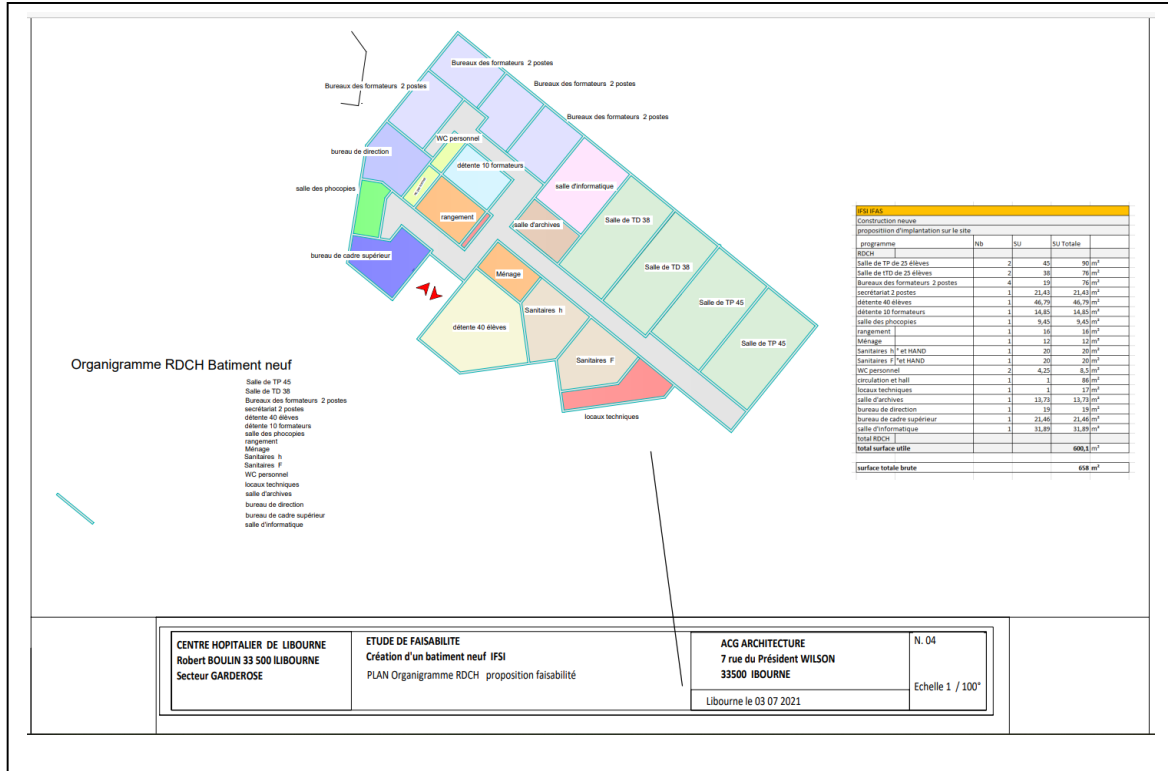 Bureaux des formateurs 2 postes
Bureaux des formateurs 2 postes
Bureaux des formateurs 2 postes
Bureaux des formateurs 2 postes
WC personnel
bureau de direction
détente 10 formateurs
salle des phocopies
salle d'informatique
rangement
salle d'archives
Salle de TD 38
bureau de cadre supérieur
Ménage
Salle de TD 38
Sanitaires h
Salle de TP 45
détente 40 élèves
Salle de TP 45
Sanitaires F
locaux techniques
Organigramme RDCH Batiment neuf
Salle de TP 45
Salle de TD 38
Bureaux des formateurs 2 postes
secrétariat 2 postes
détente 40 élèves
détente 10 formateurs
salle des phocopies
rangement
Ménage
Sanitaires h
Sanitaires F
WC personnel
locaux techniques
salle d'archives
bureau de direction
bureau de cadre supérieur
salle d'informatique
IFSI IFAS
Construction neuve
propositiion d'implantation sur le site
programme Nb SU SU Totale
RDCH
Salle de TP de 25 élèves 2 45 90 m²
Salle de tTD de 25 élèves 2 38 76 m²
Bureaux des formateurs 2 postes 4 19 76 m²
secrétariat 2 postes 1 21,43 21,43 m²
détente 40 élèves 1 46,79 46,79 m²
détente 10 formateurs 1 14,85 14,85 m²
salle des phocopies 1 9,45 9,45 m²
rangement 1 16 16 m²
Ménage 1 12 12 m²
Sanitaires h " et HAND 1 20 20 m²
Sanitaires F "et HAND 1 20 20 m²
WC personnel 2 4,25 8,5 m²
circulation et hall 1 1 86 m²
locaux techniques 1 1 17 m²
salle d'archives 1 13,73 13,73 m²
bureau de direction 1 19 19 m²
bureau de cadre supérieur 1 21,46 21,46 m²
salle d'informatique 1 31,89 31,89 m²
total RDCH
total surface utille 600,1 m²
surface totale brute 658 m²
CENTRE HOPITALIER DE LIBOURNE
Robert BOULIN 33 500 lLIBOURNE
Secteur GARDEROSE
ETUDE DE FAISABILITE
Création d'un batiment neuf IFSI
PLAN Organigramme RDCH proposition faisabilité
ACG ARCHITECTURE
7 rue du Président WILSON
33500 IBOURNE
Libourne le 03 07 2021
N. 04
Echelle 1 / 100°